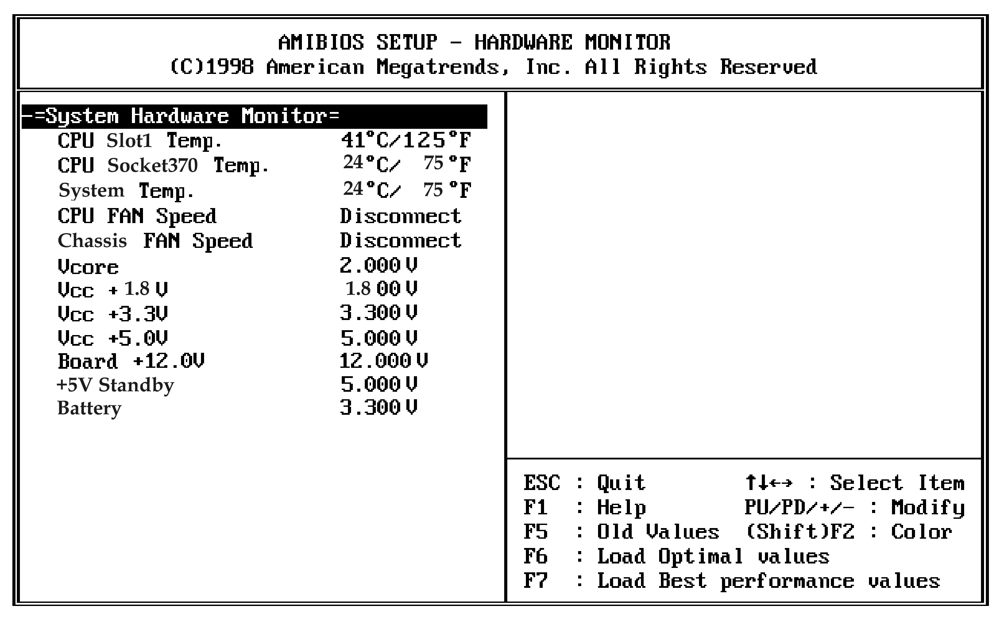 AMIBIOS SETUP - HARDWARE MONITOR
(C)1998 American Megatrends, Inc. All Rights Reserved
-=System Hardware Monitor=
CPU Slot1 Temp. 41°C/125°F
CPU Socket370 Temp. 24°C/ 75°F
System Temp. 24°C/ 75°F
CPU FAN Speed Disconnect
Chassis FAN Speed Disconnect
Vcore 2.000 V
Vcc + 1.8 V 1.800 V
Vcc +3.3V 3.300 V
Vcc +5.0V 5.000 V
Board +12.0V 12.000 V
+5V Standby 5.000 V
Battery 3.300 V
ESC : Quit ↑↓←→ : Select Item
F1 : Help PU/PD/+/- : Modify
F5 : Old Values (Shift)F2 : Color
F6 : Load Optimal values
F7 : Load Best performance values